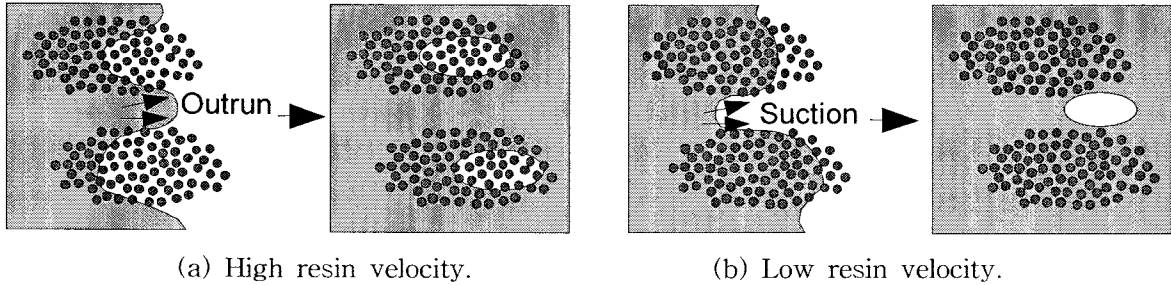 Outrun
Suction
(a) High resin velocity.
(b) Low resin velocity.